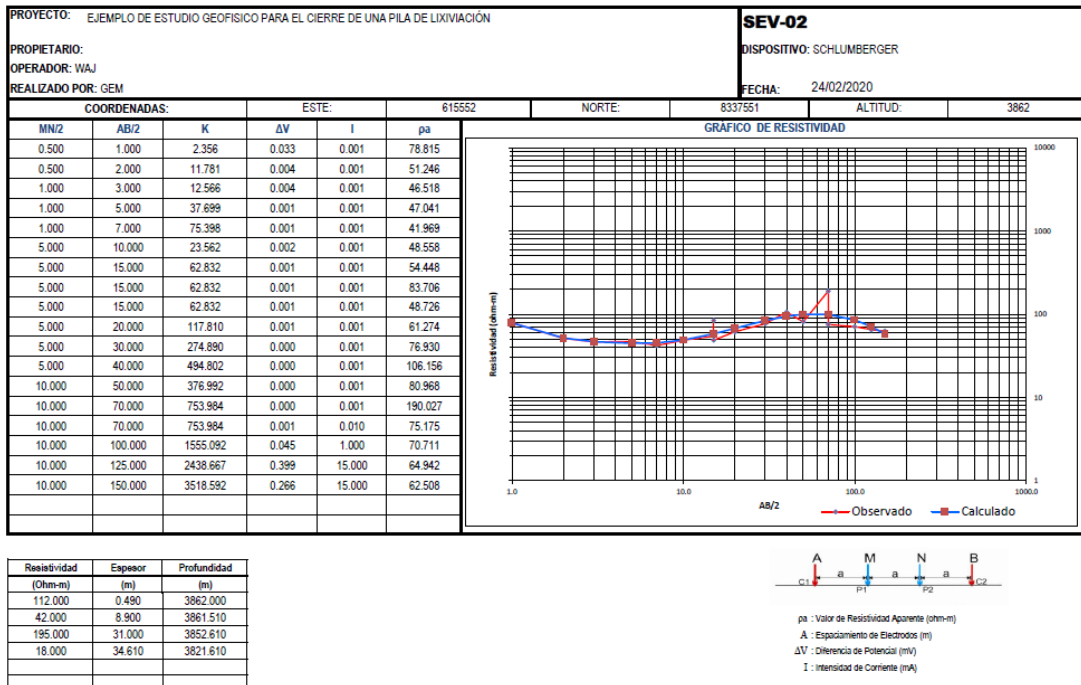 PROYECTO: EJEMPLO DE ESTUDIO GEOFISICO PARA EL CIERRE DE UNA PILA DE LIXIVIACIÓN
SEV-02
PROPIETARIO:
DISPOSITIVO: SCHLUMBERGER
OPERADOR: WAJ
REALIZADO POR: GEM
FECHA: 24/02/2020
COORDENADAS: ESTE: 615552 NORTE: 8337551 ALTITUD: 3862
MN/2 AB/2 K ΔV I ρa
0.500 1.000 2.356 0.033 0.001 78.815
0.500 2.000 11.781 0.004 0.001 51.246
1.000 3.000 12.566 0.004 0.001 46.518
1.000 5.000 37.699 0.001 0.001 47.041
1.000 7.000 75.398 0.001 0.001 41.969
5.000 10.000 23.562 0.002 0.001 48.558
5.000 15.000 62.832 0.001 0.001 54.448
5.000 15.000 62.832 0.001 0.001 83.706
5.000 15.000 62.832 0.001 0.001 48.726
5.000 20.000 117.810 0.001 0.001 61.274
5.000 30.000 274.890 0.000 0.001 76.930
5.000 40.000 494.802 0.000 0.001 106.156
10.000 50.000 376.992 0.000 0.001 80.968
10.000 70.000 753.984 0.000 0.001 190.027
10.000 70.000 753.984 0.001 0.010 75.175
10.000 100.000 1555.092 0.045 1.000 70.711
10.000 125.000 2438.667 0.399 15.000 64.942
10.000 150.000 3518.592 0.266 15.000 62.508
GRÁFICO DE RESISTIVIDAD
10000
1000
100
10
1
Resistividad (ohm-m)
1.0 10.0 100.0 1000.0
AB/2
Observado Calculado
Resistividad Espesor Profundidad
(Ohm-m) (m) (m)
112.000 0.490 3862.000
42.000 8.900 3861.510
195.000 31.000 3852.610
18.000 34.610 3821.610
A M N B
a a a
C1 P1 P2 C2
ρa : Valor de Resistividad Aparente (ohm-m)
A : Espaciamiento de Electrodos (m)
ΔV : Diferencia de Potencial (mV)
I : Intensidad de Corriente (mA)